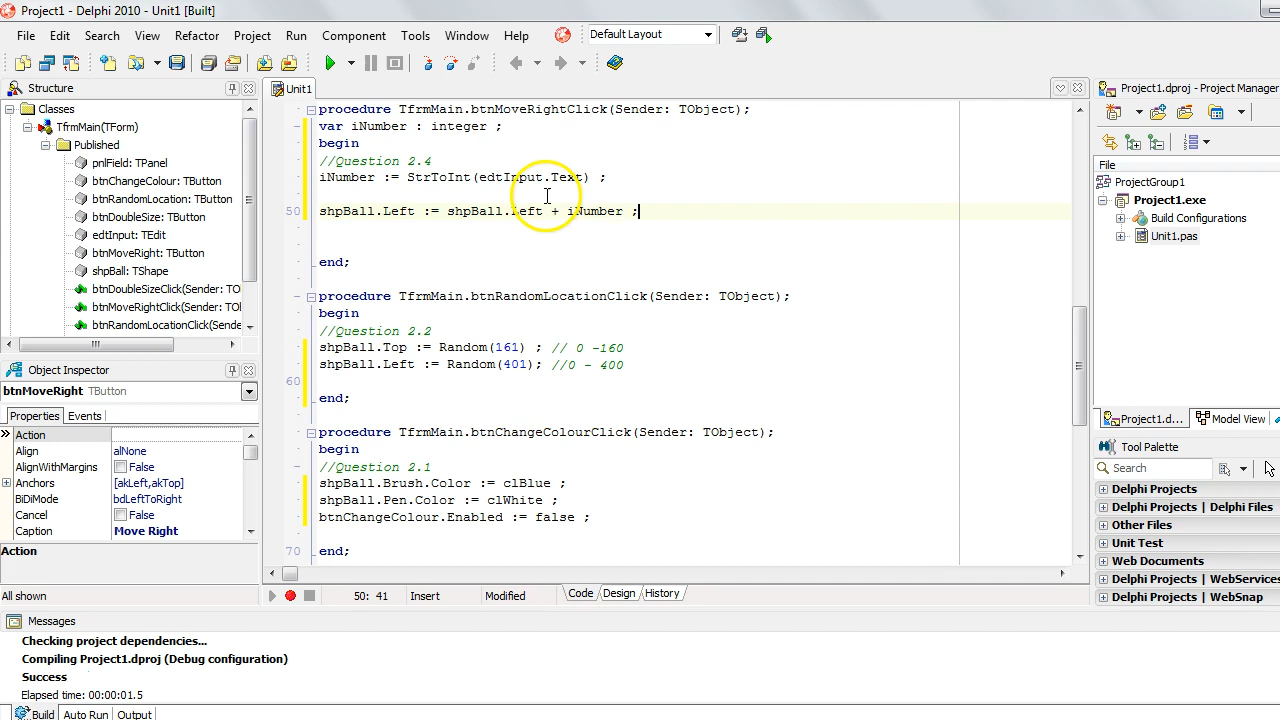 Project1 - Delphi 2010 - Unit1 [Built]
File Edit Search View Refactor Project Run Component Tools Window Help Default Layout
Structure
Classes
TfrmMain(TForm)
Published
pnlField: TPanel
btnChangeColour: TButton
btnRandomLocation: TButton
btnDoubleSize: TButton
edtInput: TEdit
btnMoveRight: TButton
shpBall: TShape
btnDoubleSizeClick(Sender: TO
btnMoveRightClick(Sender: TOl
btnRandomLocationClick(Sende
Object Inspector
btnMoveRight TButton
Properties Events
Action
Align alNone
AlignWithMargins False
Anchors [akLeft,akTop]
BiDiMode bdLeftToRight
Cancel False
Caption Move Right
Action
All shown
Unit1
procedure TfrmMain.btnMoveRightClick(Sender: TObject);
var iNumber : integer ;
begin
//Question 2.4
iNumber := StrToInt(edtInput.Text) ;
50 shpBall.Left := shpBall.Left + iNumber ;
end;
procedure TfrmMain.btnRandomLocationClick(Sender: TObject);
begin
//Question 2.2
shpBall.Top := Random(161) ; // 0 -160
shpBall.Left := Random(401); //0 - 400
60
end;
procedure TfrmMain.btnChangeColourClick(Sender: TObject);
begin
//Question 2.1
shpBall.Brush.Color := clBlue ;
shpBall.Pen.Color := clWhite ;
btnChangeColour.Enabled := false ;
70 end;
50: 41 Insert Modified Code Design History
Project1.dproj - Project Manager
File
ProjectGroup1
Project1.exe
Build Configurations
Unit1.pas
Project1.d... Model View
Tool Palette
Search
Delphi Projects
Delphi Projects | Delphi Files
Other Files
Unit Test
Web Documents
Delphi Projects | WebServices
Delphi Projects | WebSnap
Messages
Checking project dependencies...
Compiling Project1.dproj (Debug configuration)
Success
Elapsed time: 00:00:01.5
Build Auto Run Output